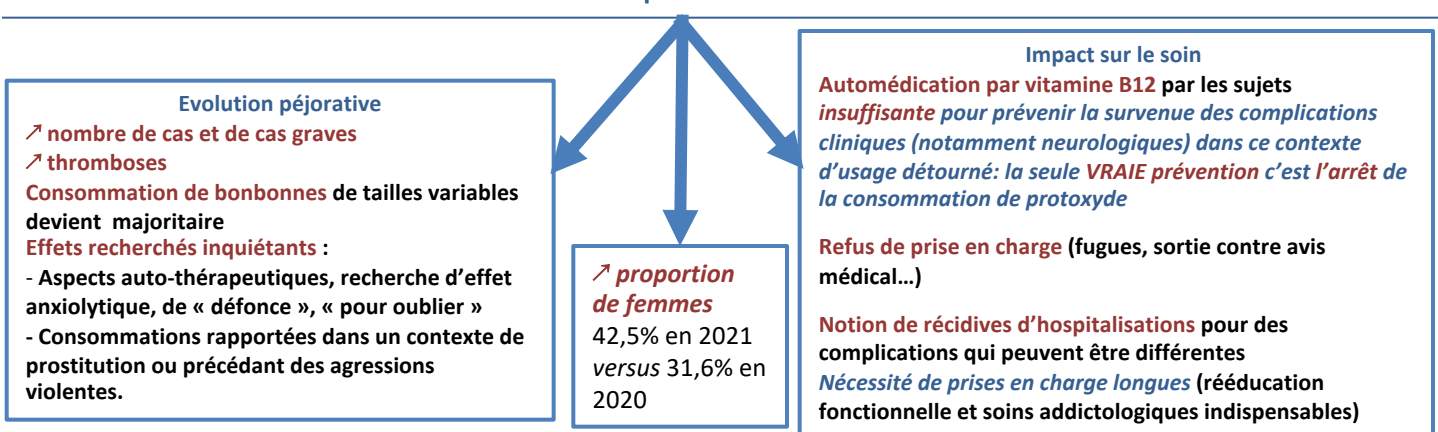 Evolution péjorative
↗ nombre de cas et de cas graves
↗ thromboses
Consommation de bonbonnes de tailles variables
devient majoritaire
Effets recherchés inquiétants :
- Aspects auto-thérapeutiques, recherche d’effet
anxiolytique, de « défonce », « pour oublier »
- Consommations rapportées dans un contexte de
prostitution ou précédant des agressions
violentes.
↗ proportion
de femmes
42,5% en 2021
versus 31,6% en
2020
Impact sur le soin
Automédication par vitamine B12 par les sujets
insuffisante pour prévenir la survenue des complications
cliniques (notamment neurologiques) dans ce contexte
d’usage détourné: la seule VRAIE prévention c’est l’arrêt de
la consommation de protoxyde
Refus de prise en charge (fugues, sortie contre avis
médical…)
Notion de récidives d’hospitalisations pour des
complications qui peuvent être différentes
Nécessité de prises en charge longues (rééducation
fonctionnelle et soins addictologiques indispensables)